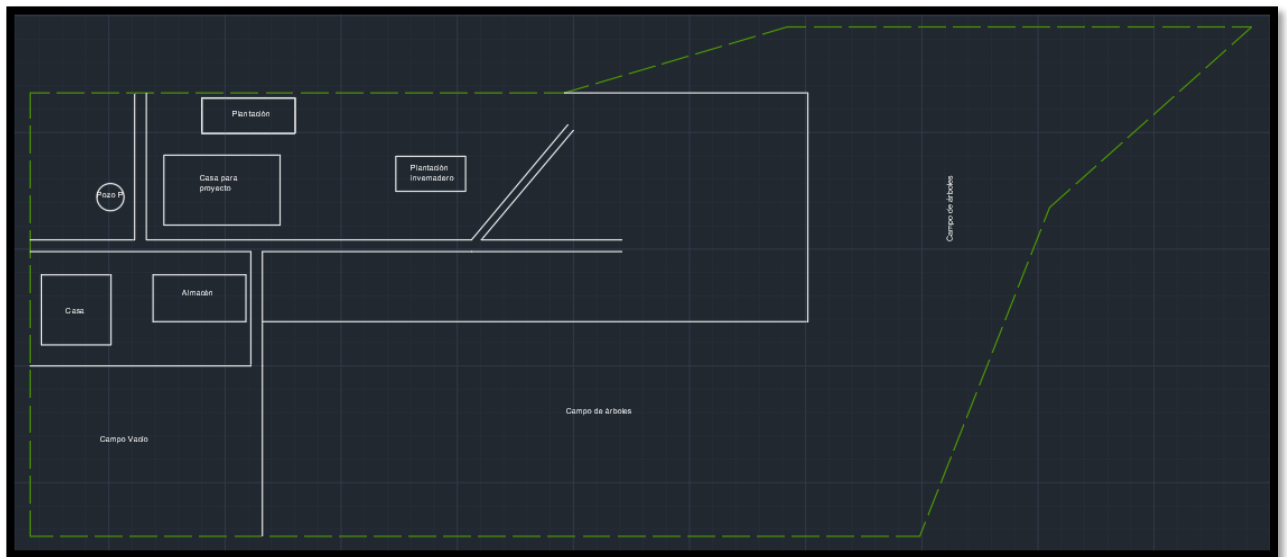 Plantación
Casa para
proyecto
Plantación
invernadero
Pozo P
Campo de árboles
Almacén
Casa
Campo de árboles
Campo Vacío